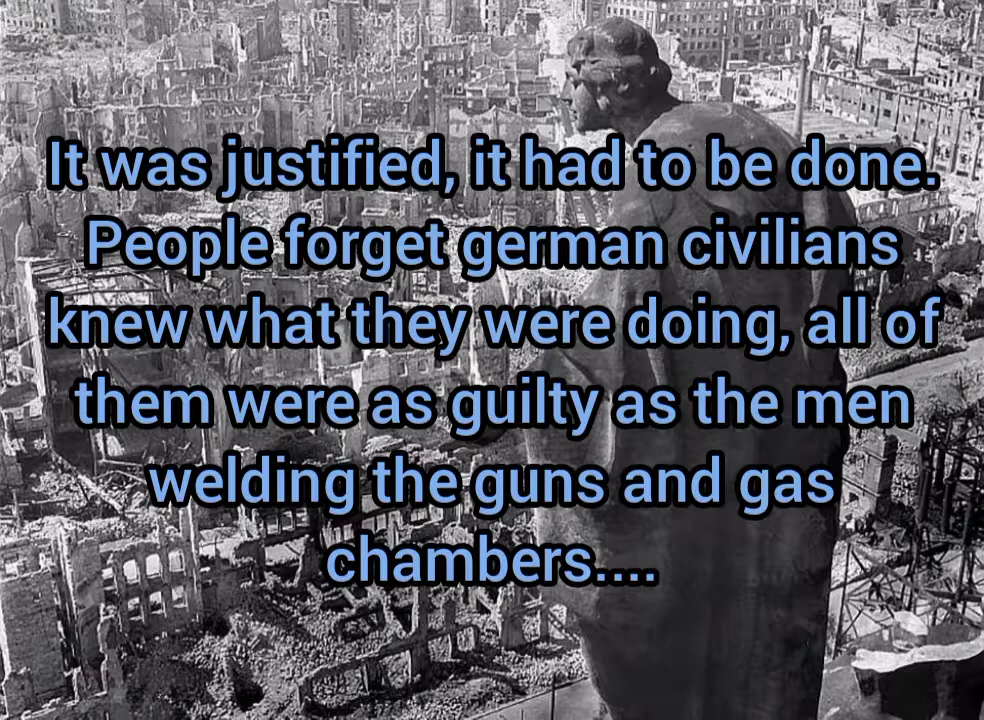 It was justified, it had to be done.
People forget german civilians
knew what they were doing, all of
them were as guilty as the men
welding the guns and gas
chambers....